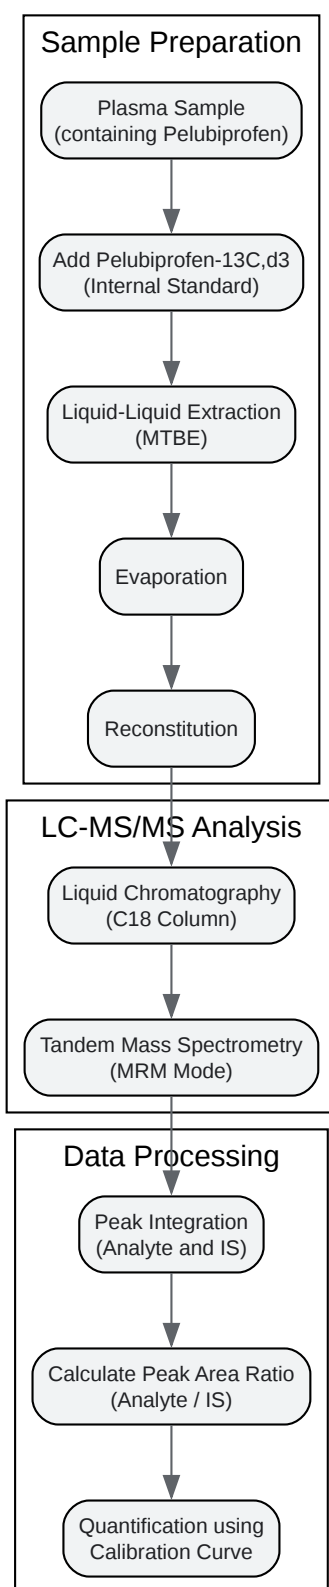 Sample Preparation
Plasma Sample
(containing Pelubiprofen)
Add Pelubiprofen-13C,d3
(Internal Standard)
Liquid-Liquid Extraction
(MTBE)
Evaporation
Reconstitution
LC-MS/MS Analysis
Liquid Chromatography
(C18 Column)
Tandem Mass Spectrometry
(MRM Mode)
Data Processing
Peak Integration
(Analyte and IS)
Calculate Peak Area Ratio
(Analyte / IS)
Quantification using
Calibration Curve